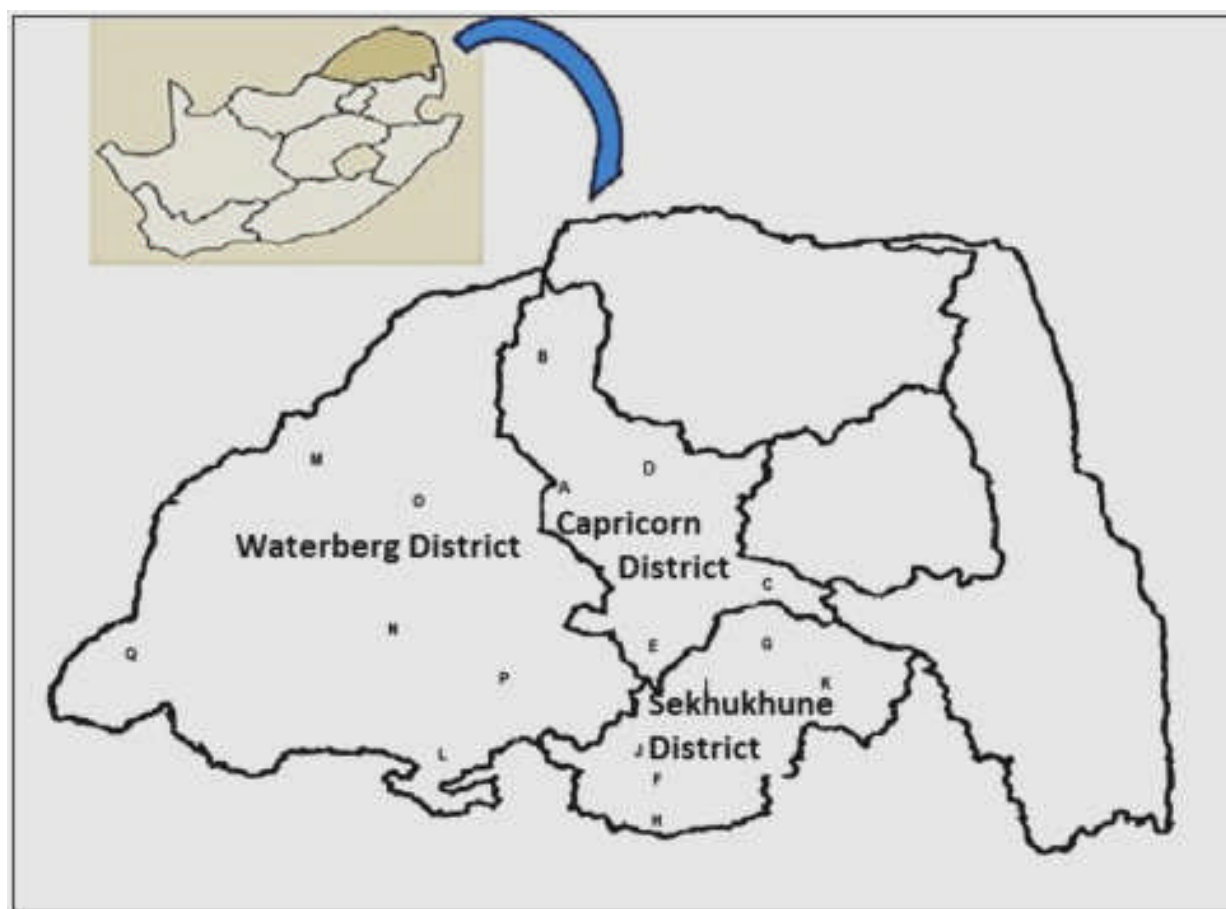 B
M
D
O
A
Capricorn
Waterberg District
District
C
N
E
G
Q
P
K
Sekhukhune
J
District
L
F
H